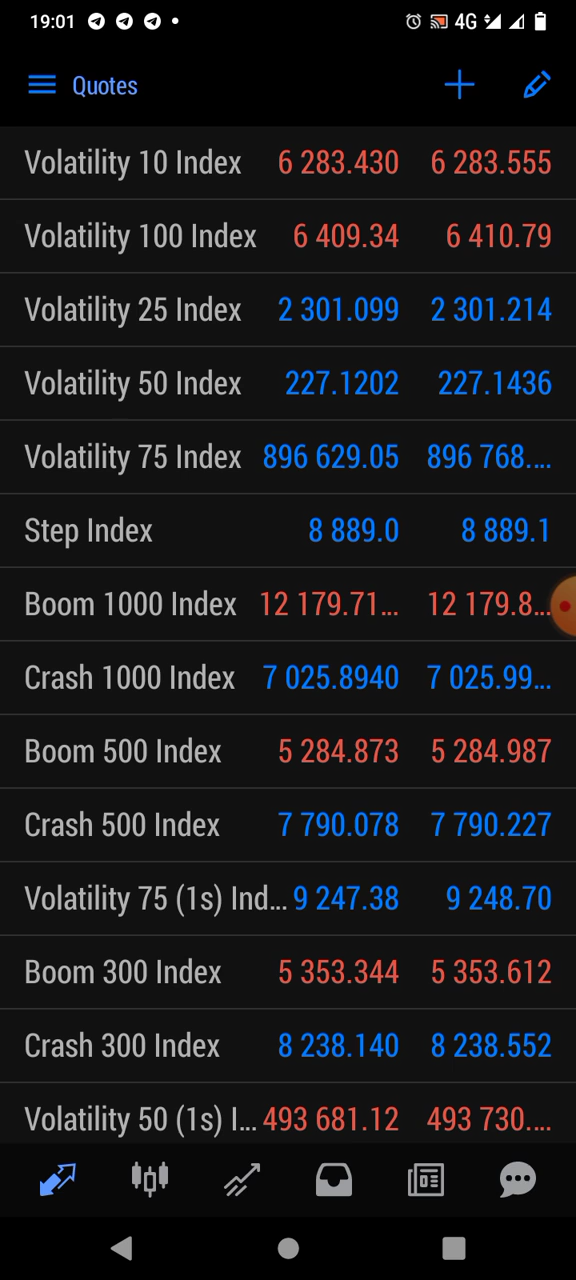 19:01 4G
Quotes
Volatility 10 Index 6 283.430 6 283.555
Volatility 100 Index 6 409.34 6 410.79
Volatility 25 Index 2 301.099 2 301.214
Volatility 50 Index 227.1202 227.1436
Volatility 75 Index 896 629.05 896 768....
Step Index 8 889.0 8 889.1
Boom 1000 Index 12 179.71... 12 179.8...
Crash 1000 Index 7 025.8940 7 025.99...
Boom 500 Index 5 284.873 5 284.987
Crash 500 Index 7 790.078 7 790.227
Volatility 75 (1s) Ind... 9 247.38 9 248.70
Boom 300 Index 5 353.344 5 353.612
Crash 300 Index 8 238.140 8 238.552
Volatility 50 (1s) I... 493 681.12 493 730....